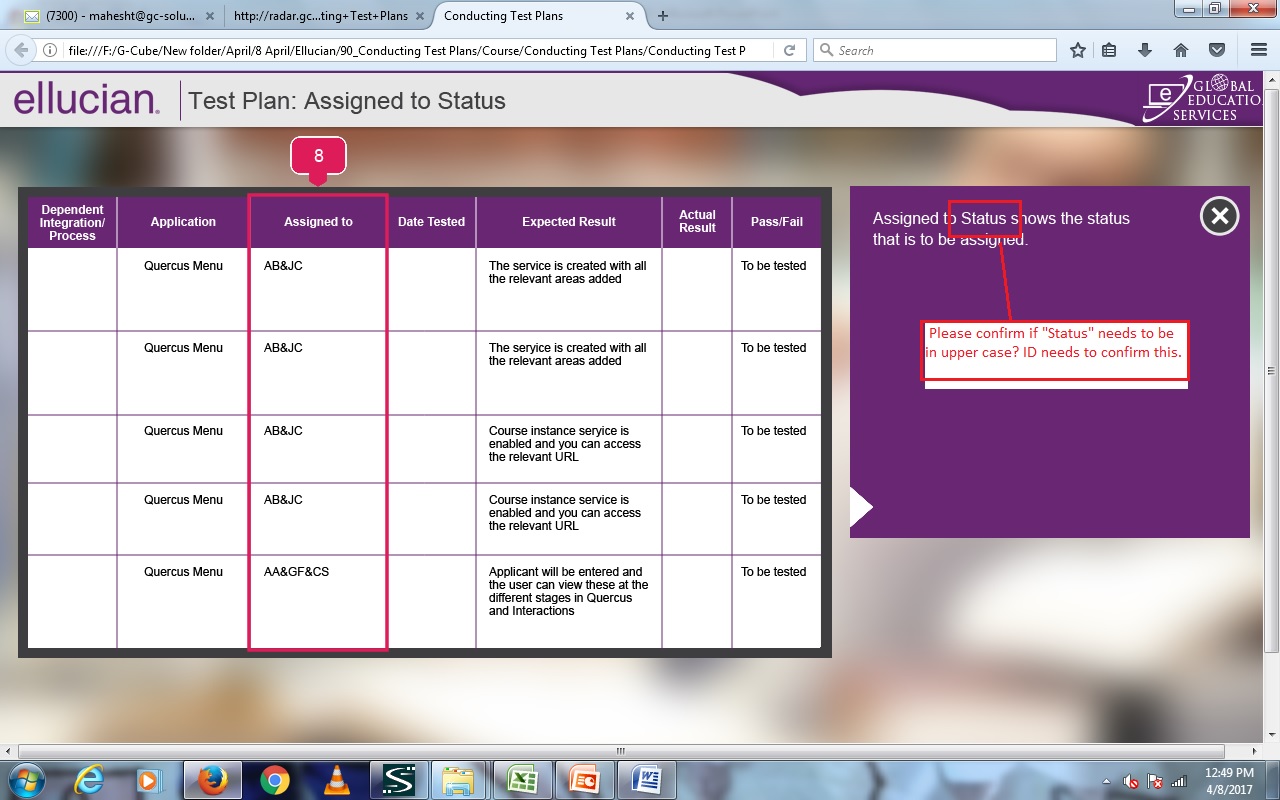 (7300) - mahesht@gc-solu...
http://radar.gc...ting+Test+Plans
Conducting Test Plans
file:///F:/G-Cube/New folder/April/8 April/Ellucian/90_Conducting Test Plans/Course/Conducting Test Plans/Conducting Test P
Search
ellucian.
Test Plan: Assigned to Status
GLOBAL
EDUCATIO
SERVICES
8
Dependent
Integration/
Process
Application
Assigned to
Date Tested
Expected Result
Actual
Result
Pass/Fail
Quercus Menu
AB&JC
The service is created with all
the relevant areas added
To be tested
Quercus Menu
AB&JC
The service is created with all
the relevant areas added
To be tested
Quercus Menu
AB&JC
Course instance service is
enabled and you can access
the relevant URL
To be tested
Quercus Menu
AB&JC
Course instance service is
enabled and you can access
the relevant URL
To be tested
Quercus Menu
AA&GF&CS
Applicant will be entered and
the user can view these at the
different stages in Quercus
and Interactions
To be tested
Assigned to Status shows the status
that is to be assigned.
Please confirm if "Status" needs to be
in upper case? ID needs to confirm this.
12:49 PM
4/8/2017